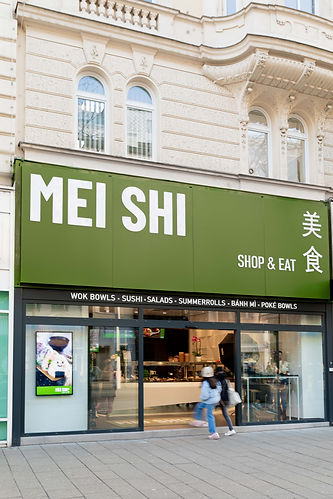 MEI SHI
美食
SHOP & EAT
WOK BOWLS - SUSHI - SALADS - SUMMERROLLS - BÁNH MÌ - POKÉ BOWLS